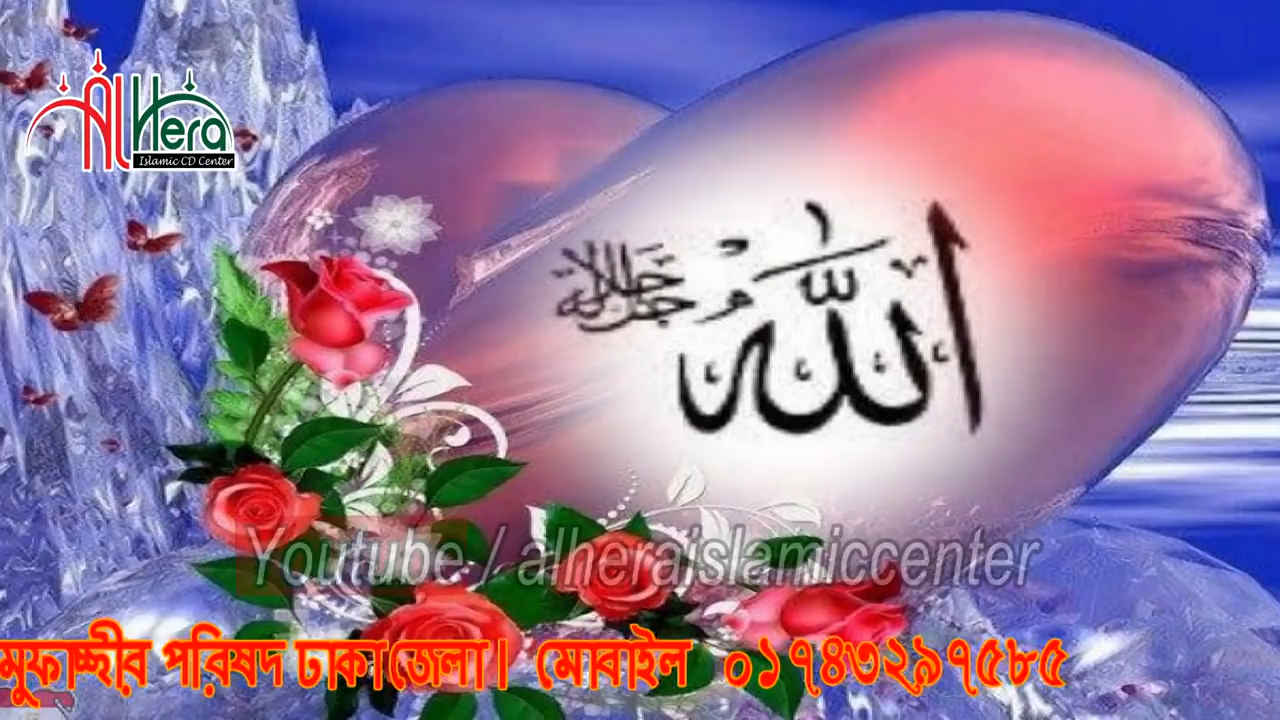 Al Hera
Islamic CD Center
الله
جل جلاله
Youtube / alheraislamiccenter
মুফাচ্ছীর পরিষদ ঢাকা জেলা। মোবাইল ০১৭৪৩২৯৭৫৮৫